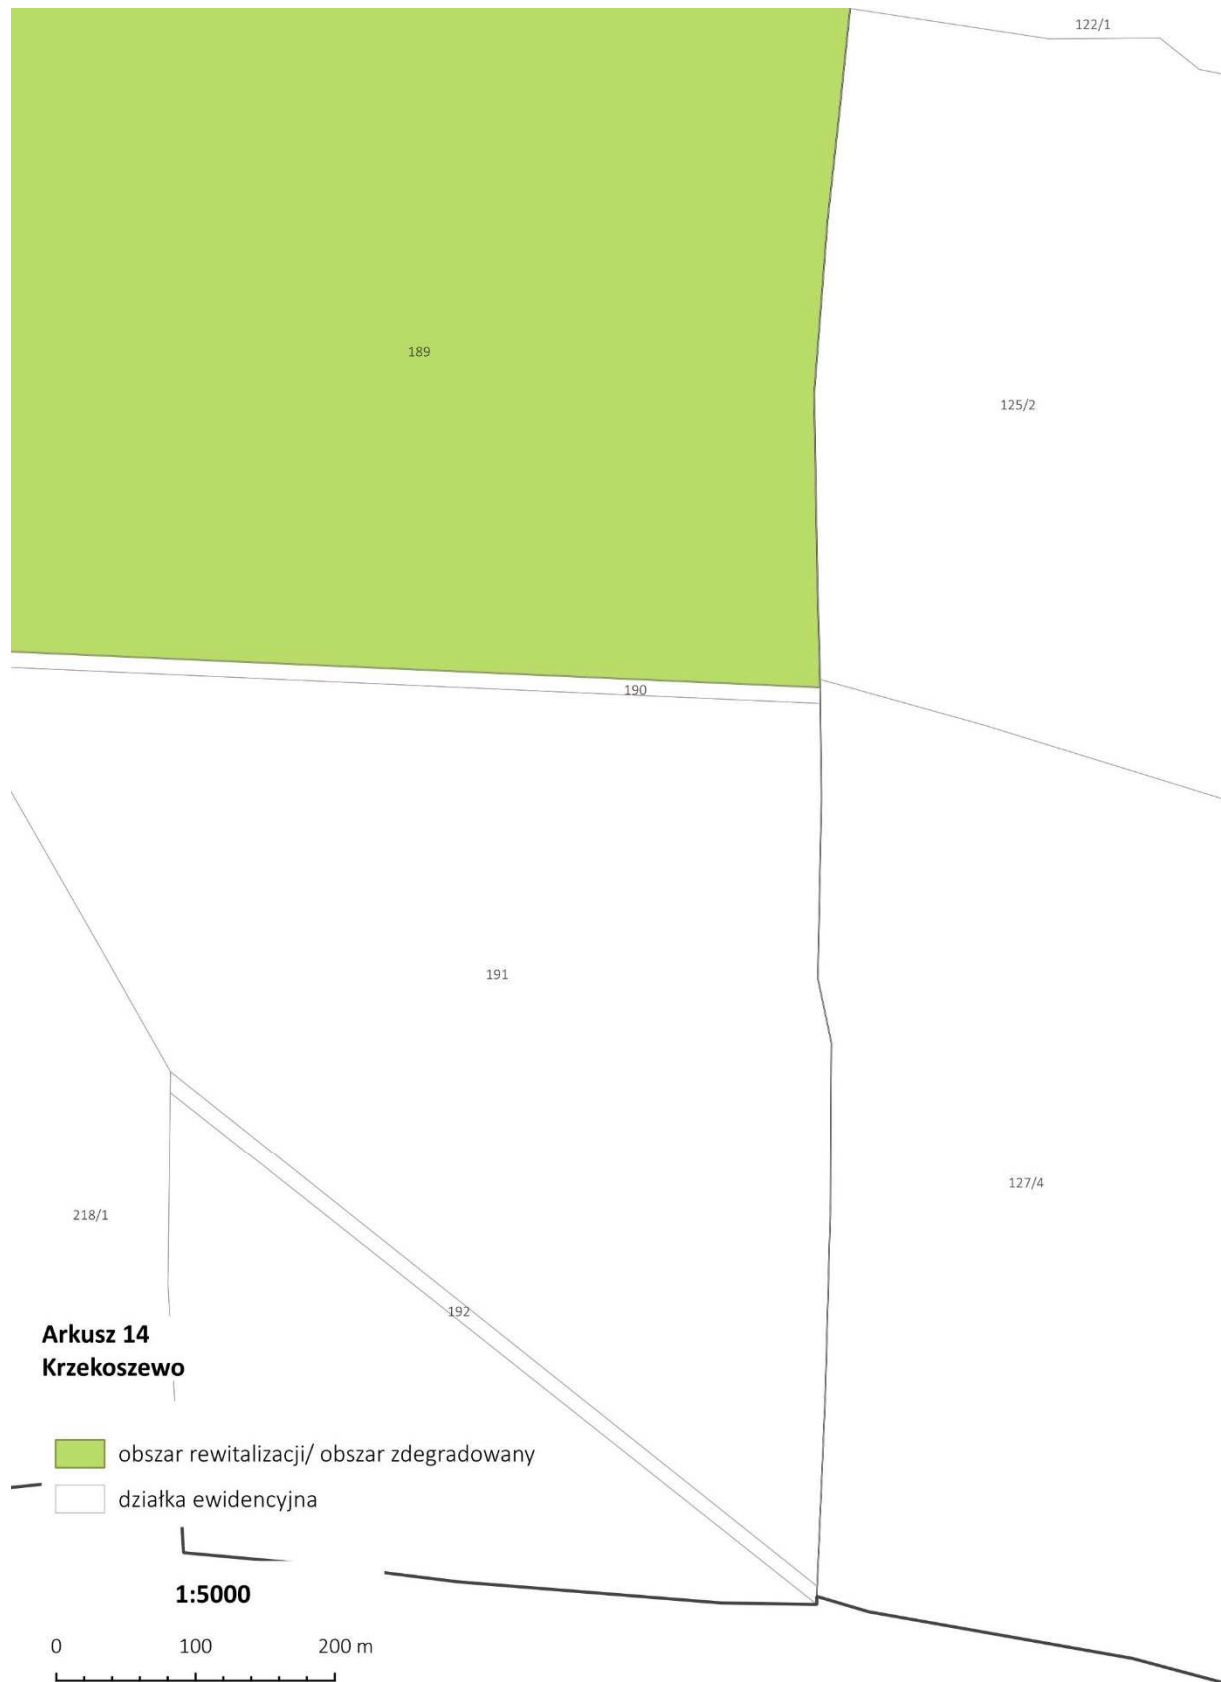 122/1
189
125/2
190
191
127/4
218/1
192
Arkusz 14
Krzekoszewo
obszar rewitalizacji/ obszar zdegradowany
działka ewidencyjna
1:5000
0 100 200 m